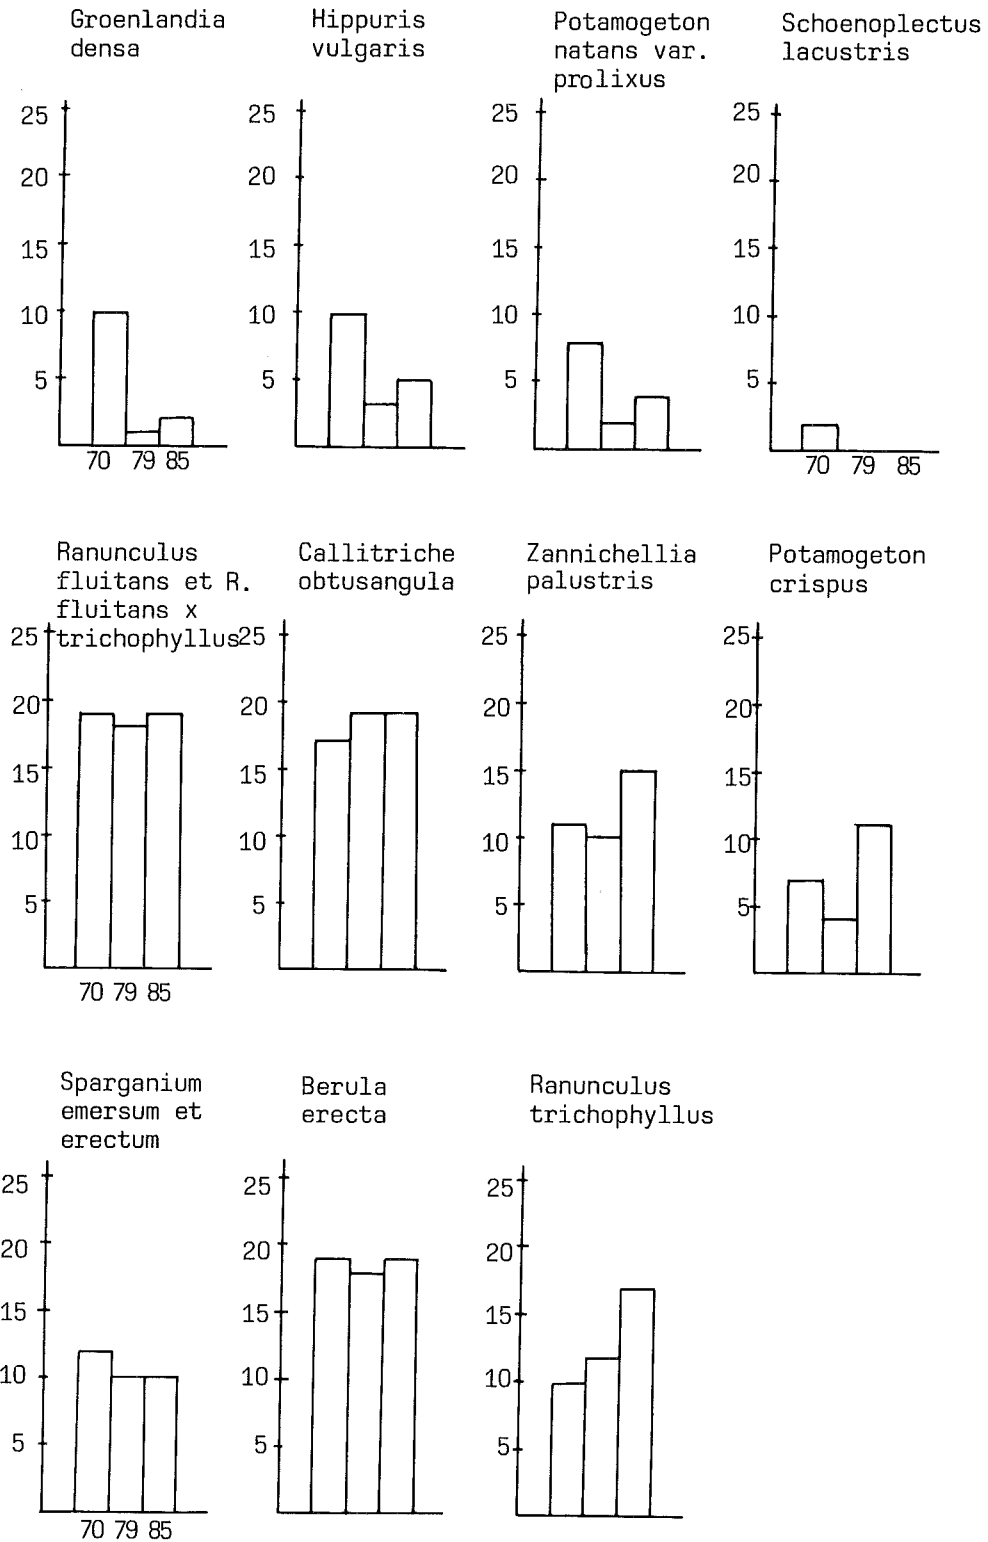 Groenlandia
densa
Hippuris
vulgaris
Potamogeton
natans var.
prolixus
Schoenoplectus
lacustris
25
20
15
10
5
70 79 85
25
20
15
10
5
25
20
15
10
5
25
20
15
10
5
70 79 85
Ranunculus
fluitans et R.
fluitans x
trichophyllus
Callitriche
obtusangula
Zannichellia
palustris
Potamogeton
crispus
25
20
15
10
5
70 79 85
25
20
15
10
5
25
20
15
10
5
25
20
15
10
5
Sparganium
emersum et
erectum
Berula
erecta
Ranunculus
trichophyllus
25
20
15
10
5
70 79 85
25
20
15
10
5
25
20
15
10
5